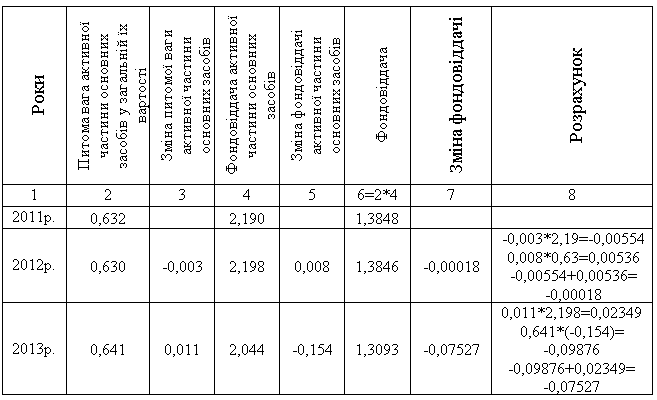 Роки
Питома вага активної
частини основних
засобів у загальній їх
вартості
Зміна питомої ваги
активної частини
основних засобів
Фондовіддача активної
частини основних
засобів
Зміна фондовіддачі
активної частини
основних засобів
Фондовіддача
Зміна фондовіддачі
Розрахунок
1 2 3 4 5 6=2*4 7 8
2011р. 0,632 2,190 1,3848
2012р. 0,630 -0,003 2,198 0,008 1,3846 -0,00018
-0,003*2,19=-0,00554
0,008*0,63=0,00536
-0,00554+0,00536=
-0,00018
2013р. 0,641 0,011 2,044 -0,154 1,3093 -0,07527
0,011*2,198=0,02349
0,641*(-0,154)=
-0,09876
-0,09876+0,02349=
-0,07527